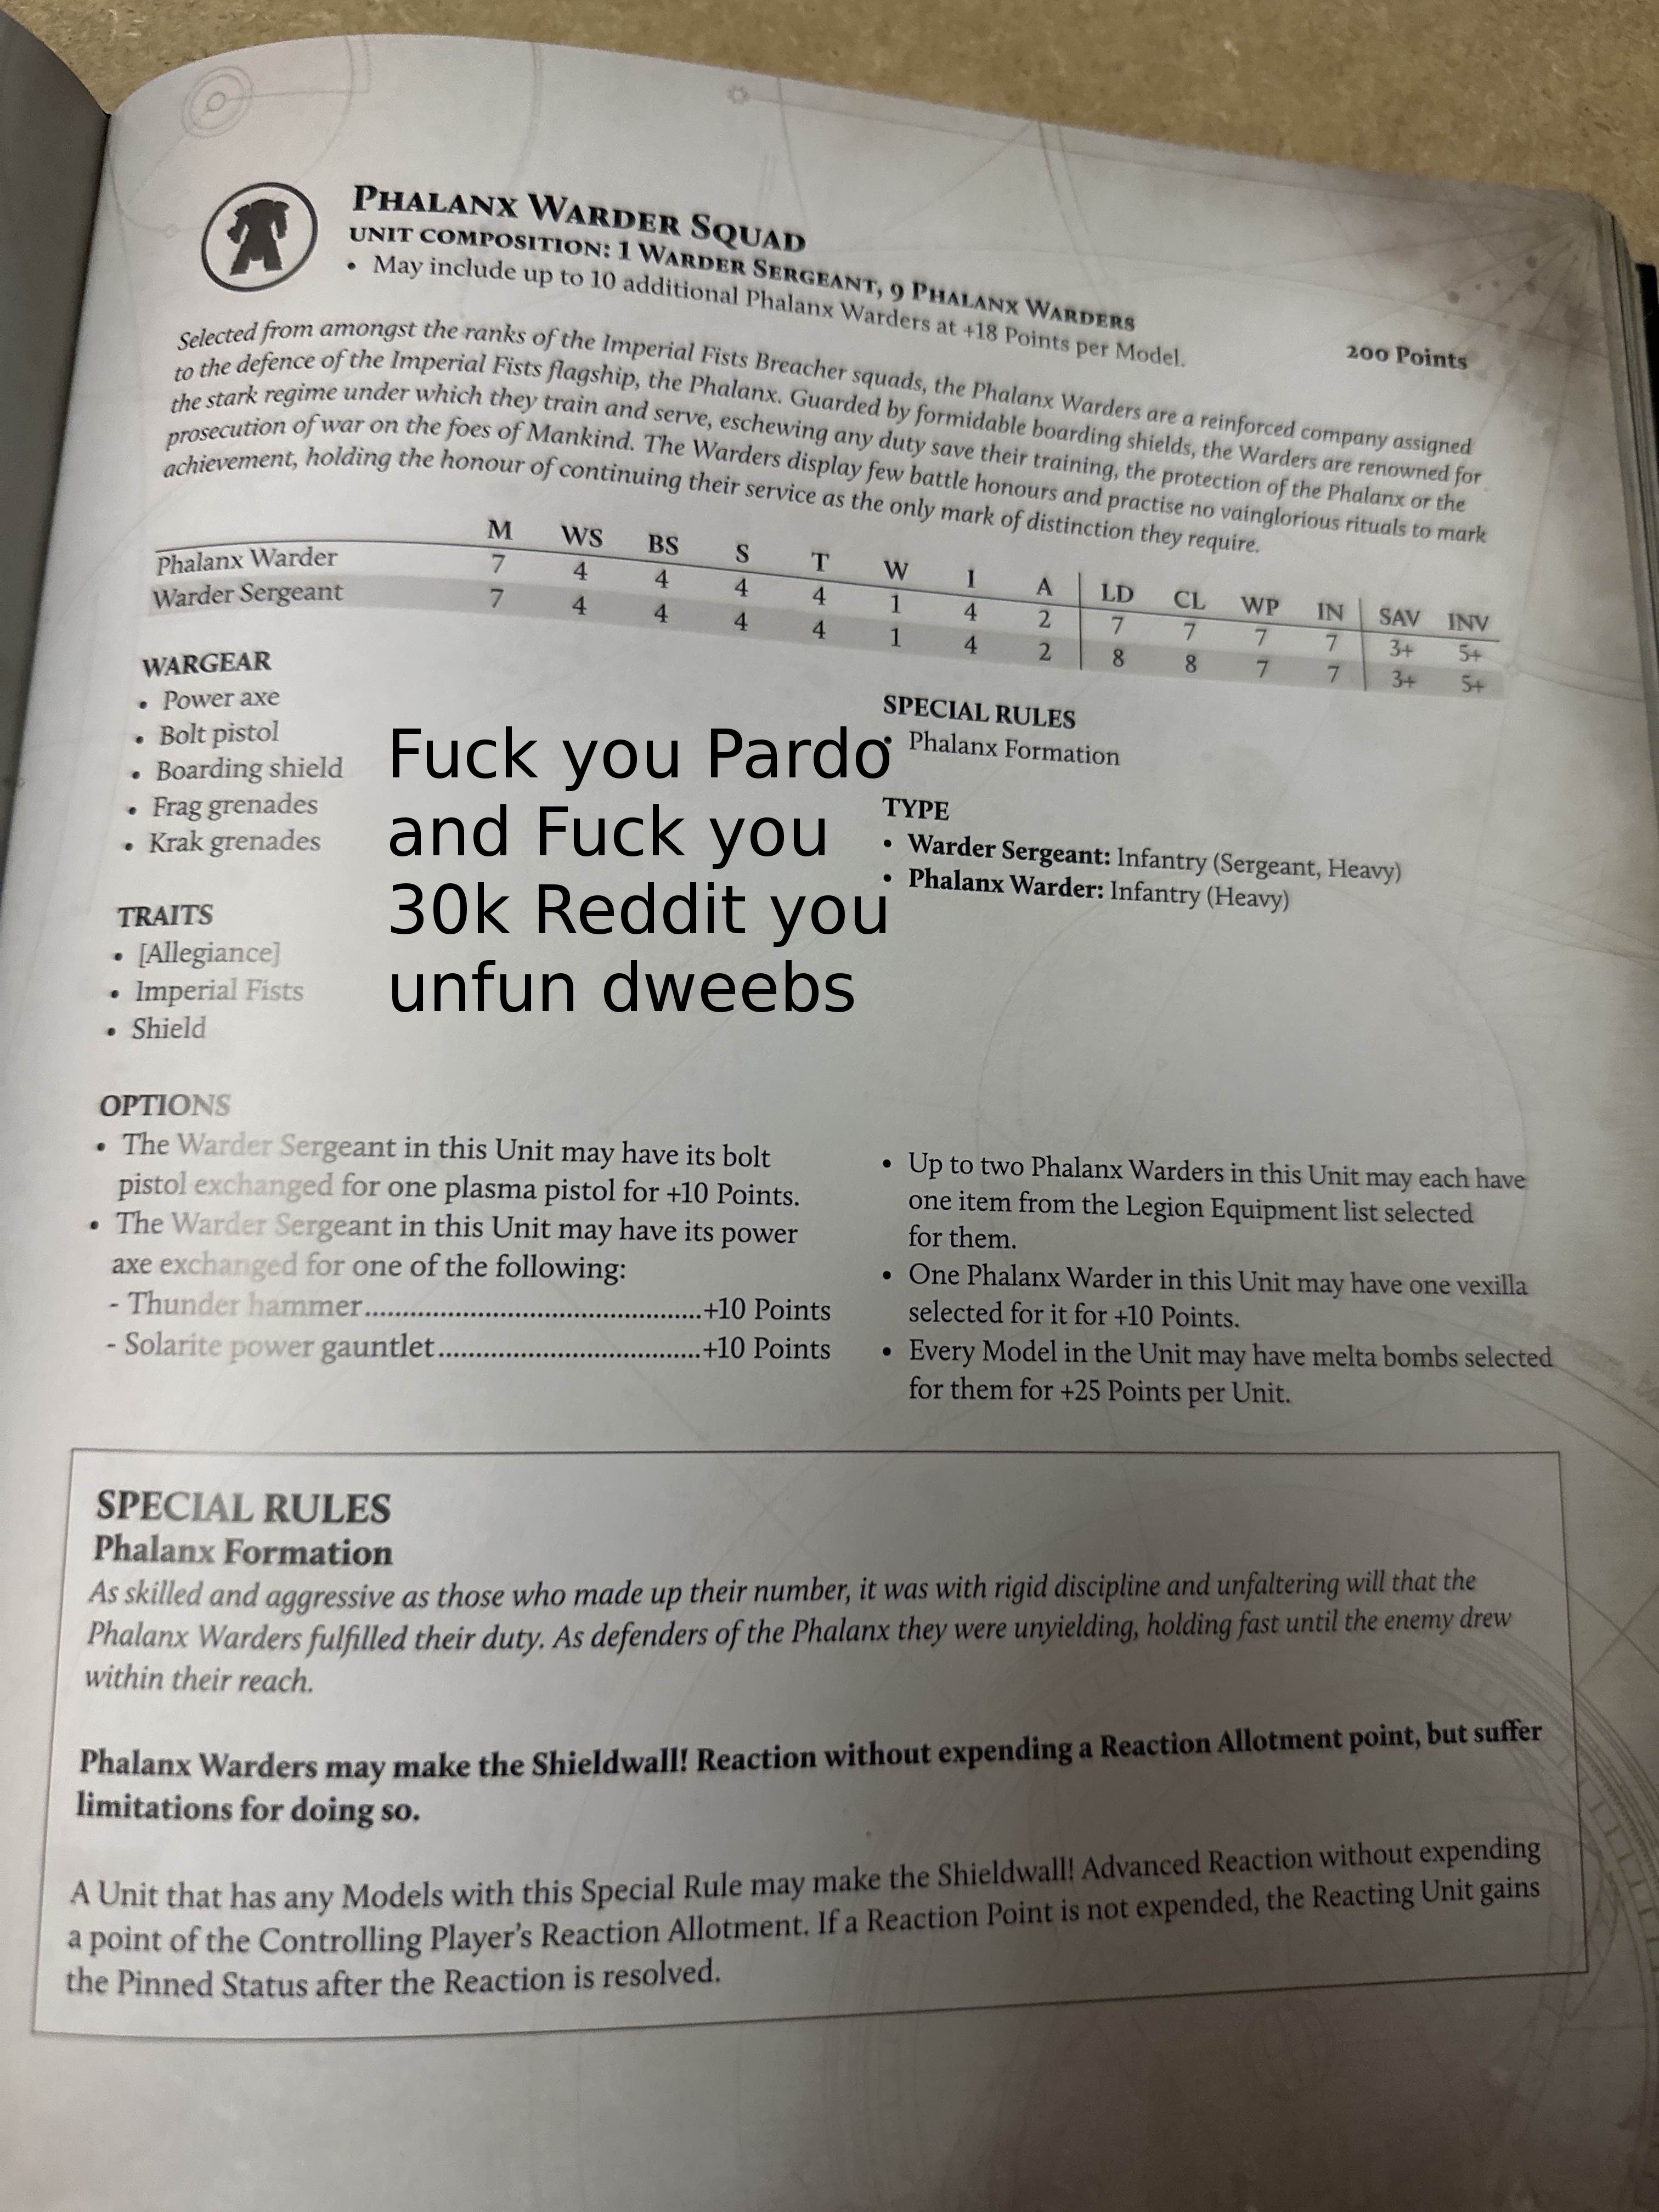 PHALANX WARDER SQUAD
UNIT COMPOSITION: 1 WARDER SERGEANT, 9 PHALANX WARDERS
• May include up to 10 additional Phalanx Warders at +18 Points per Model.
200 Points
Selected from amongst the ranks of the Imperial Fists Breacher squads, the Phalanx Warders are a reinforced company assigned
to the defence of the Imperial Fists flagship, the Phalanx. Guarded by formidable boarding shields, the Warders are renowned for
the stark regime under which they train and serve, eschewing any duty save their training, the protection of the Phalanx or the
prosecution of war on the foes of Mankind. The Warders display few battle honours and practise no vainglorious rituals to mark
achievement, holding the honour of continuing their service as the only mark of distinction they require.
M WS BS S T W I A LD CL WP IN SAV INV
Phalanx Warder 7 4 4 4 4 1 4 2 7 7 7 7 3+ 5+
Warder Sergeant 7 4 4 4 4 1 4 2 8 8 7 7 3+ 5+
WARGEAR
• Power axe
• Bolt pistol
• Boarding shield
• Frag grenades
• Krak grenades
TRAITS
• [Allegiance]
• Imperial Fists
• Shield
Fuck you Pardo
and Fuck you
30k Reddit you
unfun dweebs
SPECIAL RULES
• Phalanx Formation
TYPE
• Warder Sergeant: Infantry (Sergeant, Heavy)
• Phalanx Warder: Infantry (Heavy)
OPTIONS
• The Warder Sergeant in this Unit may have its bolt
pistol exchanged for one plasma pistol for +10 Points.
• The Warder Sergeant in this Unit may have its power
axe exchanged for one of the following:
- Thunder hammer.....................................+10 Points
- Solarite power gauntlet.............................+10 Points
• Up to two Phalanx Warders in this Unit may each have
one item from the Legion Equipment list selected
for them.
• One Phalanx Warder in this Unit may have one vexilla
selected for it for +10 Points.
• Every Model in the Unit may have melta bombs selected
for them for +25 Points per Unit.
SPECIAL RULES
Phalanx Formation
As skilled and aggressive as those who made up their number, it was with rigid discipline and unfaltering will that the
Phalanx Warders fulfilled their duty. As defenders of the Phalanx they were unyielding, holding fast until the enemy drew
within their reach.
Phalanx Warders may make the Shieldwall! Reaction without expending a Reaction Allotment point, but suffer
limitations for doing so.
A Unit that has any Models with this Special Rule may make the Shieldwall! Advanced Reaction without expending
a point of the Controlling Player's Reaction Allotment. If a Reaction Point is not expended, the Reacting Unit gains
the Pinned Status after the Reaction is resolved.